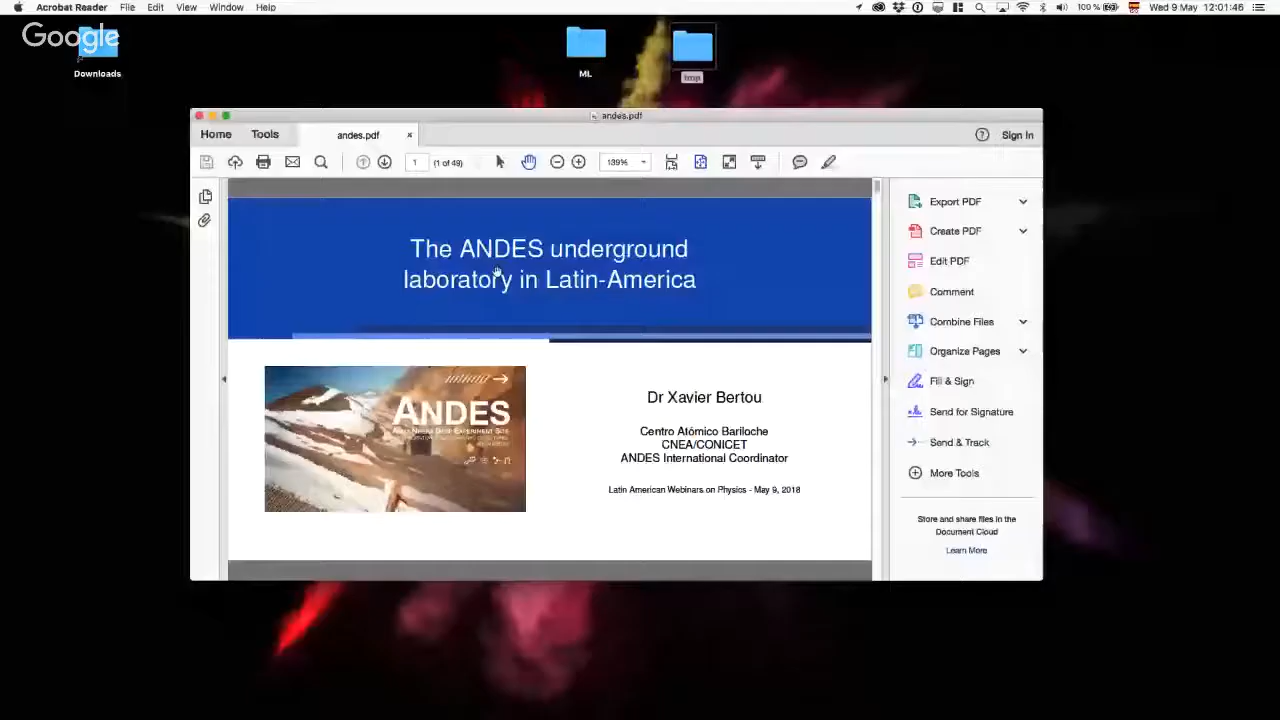 Acrobat Reader File Edit View Window Help
100 % Wed 9 May 12:01:46
Google
Downloads
ML
andes.pdf
Home Tools andes.pdf × Sign In
1 (1 of 49) 139%
The ANDES underground
laboratory in Latin-America
ANDES
Dr Xavier Bertou
Centro Atómico Bariloche
CNEA/CONICET
ANDES International Coordinator
Latin American Webinars on Physics - May 9, 2018
Export PDF
Create PDF
Edit PDF
Comment
Combine Files
Organize Pages
Fill & Sign
Send for Signature
Send & Track
More Tools
Store and share files in the
Document Cloud
Learn More